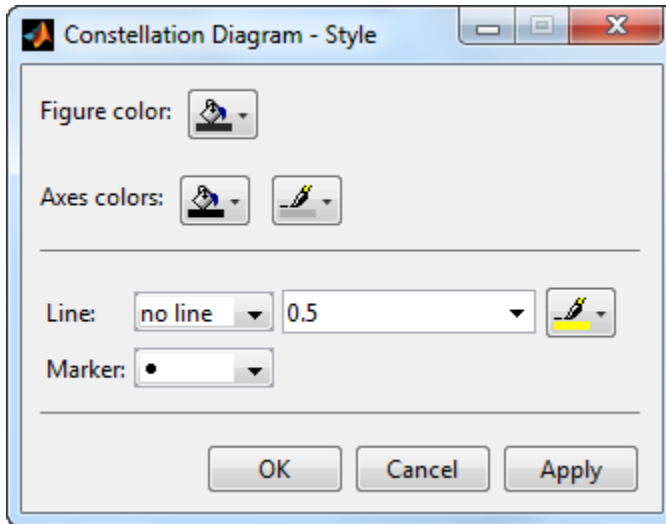 Constellation Diagram - Style
Figure color:
Axes colors:
Line: no line 0.5
Marker:
OK Cancel Apply